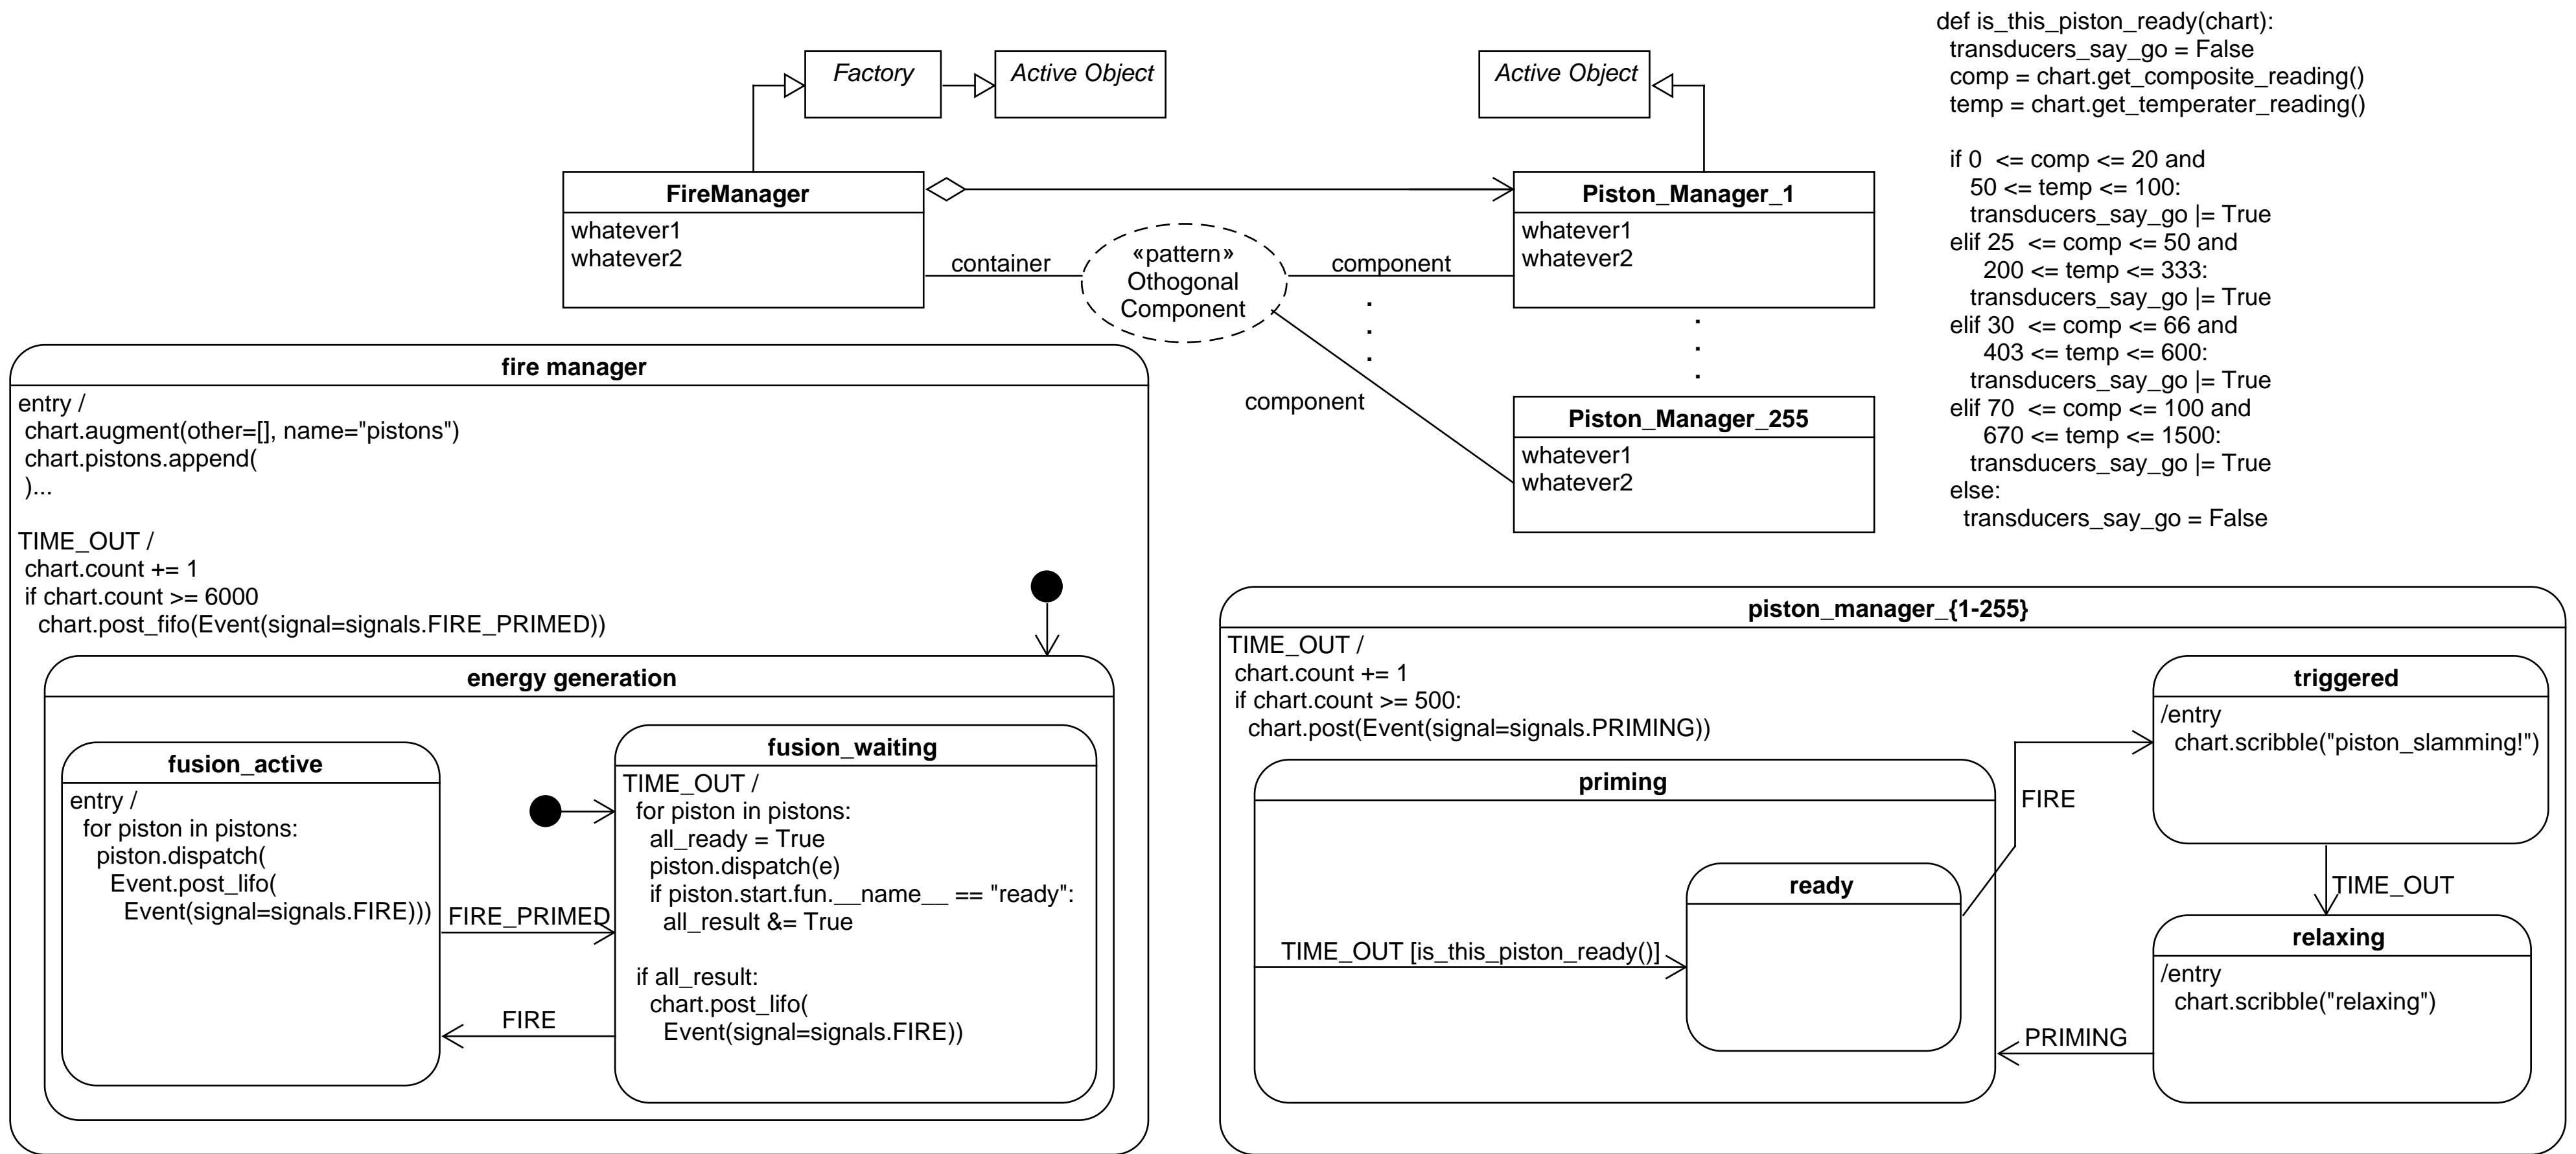 Factory
Active Object
FireManager
whatever1
whatever2
container
«pattern»
Othogonal
Component
component
.
.
.
component
Active Object
Piston_Manager_1
whatever1
whatever2
.
.
.
Piston_Manager_255
whatever1
whatever2
def is_this_piston_ready(chart):
transducers_say_go = False
comp = chart.get_composite_reading()
temp = chart.get_temperater_reading()
if 0  <= comp <= 20 and
50 <= temp <= 100:
transducers_say_go |= True
elif 25  <= comp <= 50 and
200 <= temp <= 333:
transducers_say_go |= True
elif 30  <= comp <= 66 and
403 <= temp <= 600:
transducers_say_go |= True
elif 70  <= comp <= 100 and
670 <= temp <= 1500:
transducers_say_go |= True
else:
transducers_say_go = False
fire manager
entry /
chart.augment(other=[], name="pistons")
chart.pistons.append(
)...
TIME_OUT /
chart.count += 1
if chart.count >= 6000
chart.post_fifo(Event(signal=signals.FIRE_PRIMED))
energy generation
fusion_active
entry /
for piston in pistons:
piston.dispatch(
Event.post_lifo(
Event(signal=signals.FIRE)))
FIRE_PRIMED
FIRE
fusion_waiting
TIME_OUT /
for piston in pistons:
all_ready = True
piston.dispatch(e)
if piston.start.fun.__name__ == "ready":
all_result &= True
if all_result:
chart.post_lifo(
Event(signal=signals.FIRE))
piston_manager_{1-255}
TIME_OUT /
chart.count += 1
if chart.count >= 500:
chart.post(Event(signal=signals.PRIMING))
priming
TIME_OUT [is_this_piston_ready()]
ready
FIRE
triggered
/entry
chart.scribble("piston_slamming!")
TIME_OUT
relaxing
/entry
chart.scribble("relaxing")
PRIMING